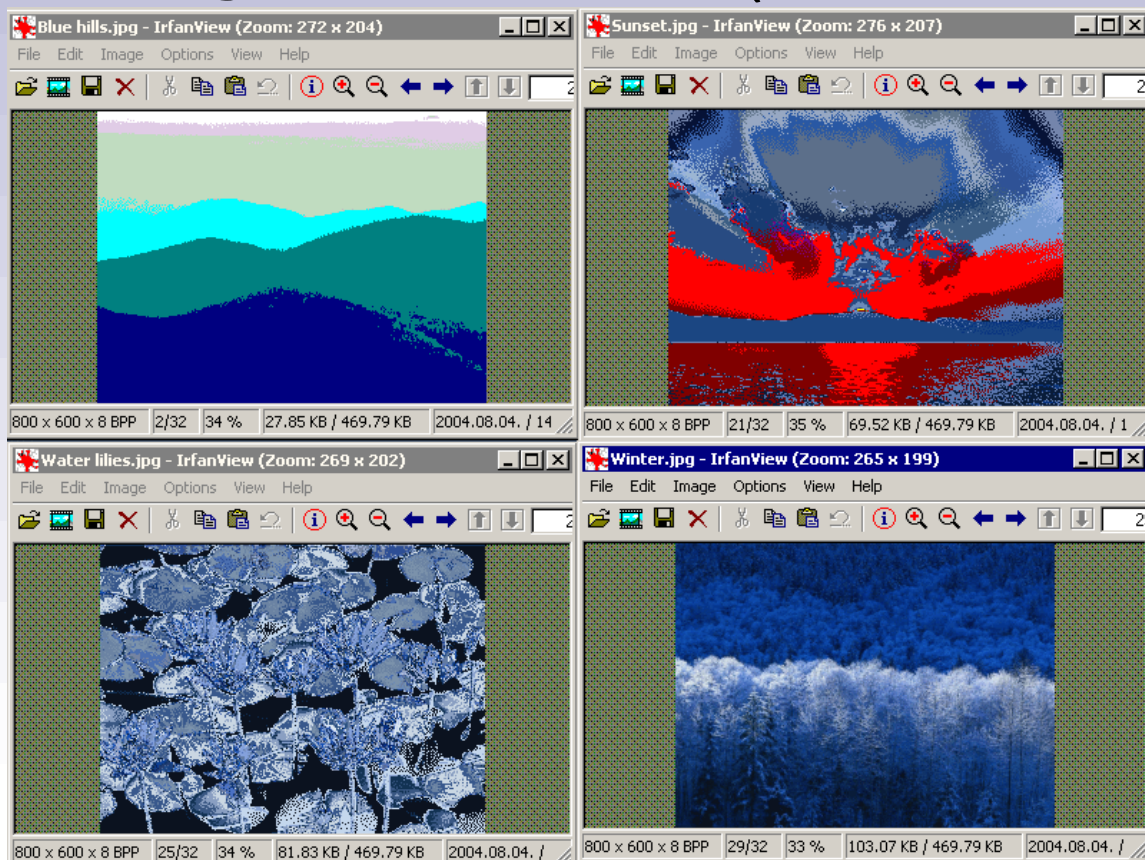 Blue hills.jpg - IrfanView (Zoom: 272 x 204)
File Edit Image Options View Help
2
800 x 600 x 8 BPP 2/32 34 % 27.85 KB / 469.79 KB 2004.08.04. / 14
Sunset.jpg - IrfanView (Zoom: 276 x 207)
File Edit Image Options View Help
2
800 x 600 x 8 BPP 21/32 35 % 69.52 KB / 469.79 KB 2004.08.04. / 1
Water lilies.jpg - IrfanView (Zoom: 269 x 202)
File Edit Image Options View Help
2
800 x 600 x 8 BPP 25/32 34 % 81.83 KB / 469.79 KB 2004.08.04. /
Winter.jpg - IrfanView (Zoom: 265 x 199)
File Edit Image Options View Help
2
800 x 600 x 8 BPP 29/32 33 % 103.07 KB / 469.79 KB 2004.08.04. /